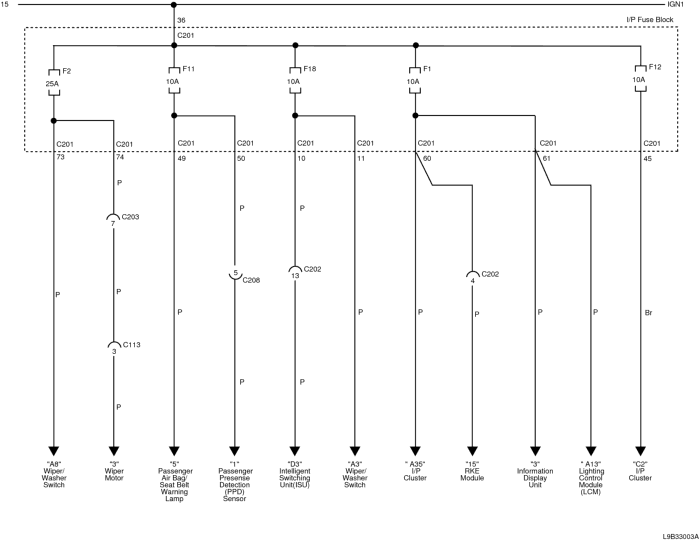 15
IGN1
36
I/P Fuse Block
C201
F2
25A
F11
10A
F18
10A
F1
10A
F12
10A
C201 C201 C201 C201 C201 C201 C201 C201 C201
73 74 49 50 10 11 60 61 45
P
P
P
C203
7
5
C208
C202
13
C202
4
P
P
P
P
P
P
P
P
Br
C113
3
P
P
P
"A8"
Wiper/
Washer
Switch
"3"
Wiper
Motor
"5"
Passenger
Air Bag/
Seat Belt
Warning
Lamp
"1"
Passenger
Presense
Detection
(PPD)
Sensor
"D3"
Intelligent
Switching
Unit(ISU)
"A3"
Wiper/
Washer
Switch
" A35"
I/P
Cluster
"15"
RKE
Module
"3"
Information
Display
Unit
" A13"
Lighting
Control
Module
(LCM)
"C2"
I/P
Cluster
L9B33003A